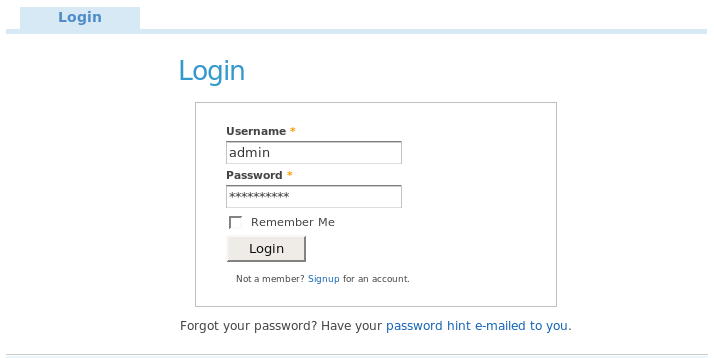 Login
Login
Username *
admin
Password *
**********
Remember Me
Login
Not a member? Signup for an account.
Forgot your password? Have your password hint e-mailed to you.